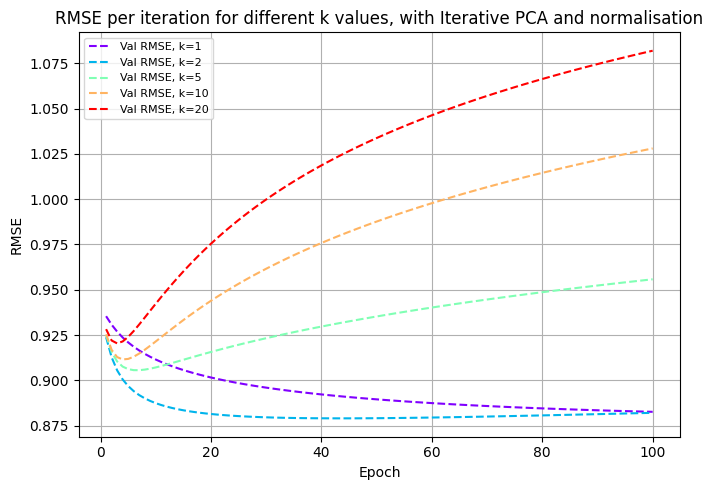 RMSE per iteration for different k values, with Iterative PCA and normalisation
Val RMSE, k=1
Val RMSE, k=2
Val RMSE, k=5
Val RMSE, k=10
Val RMSE, k=20
RMSE
1.075
1.050
1.025
1.000
0.975
0.950
0.925
0.900
0.875
0 20 40 60 80 100
Epoch